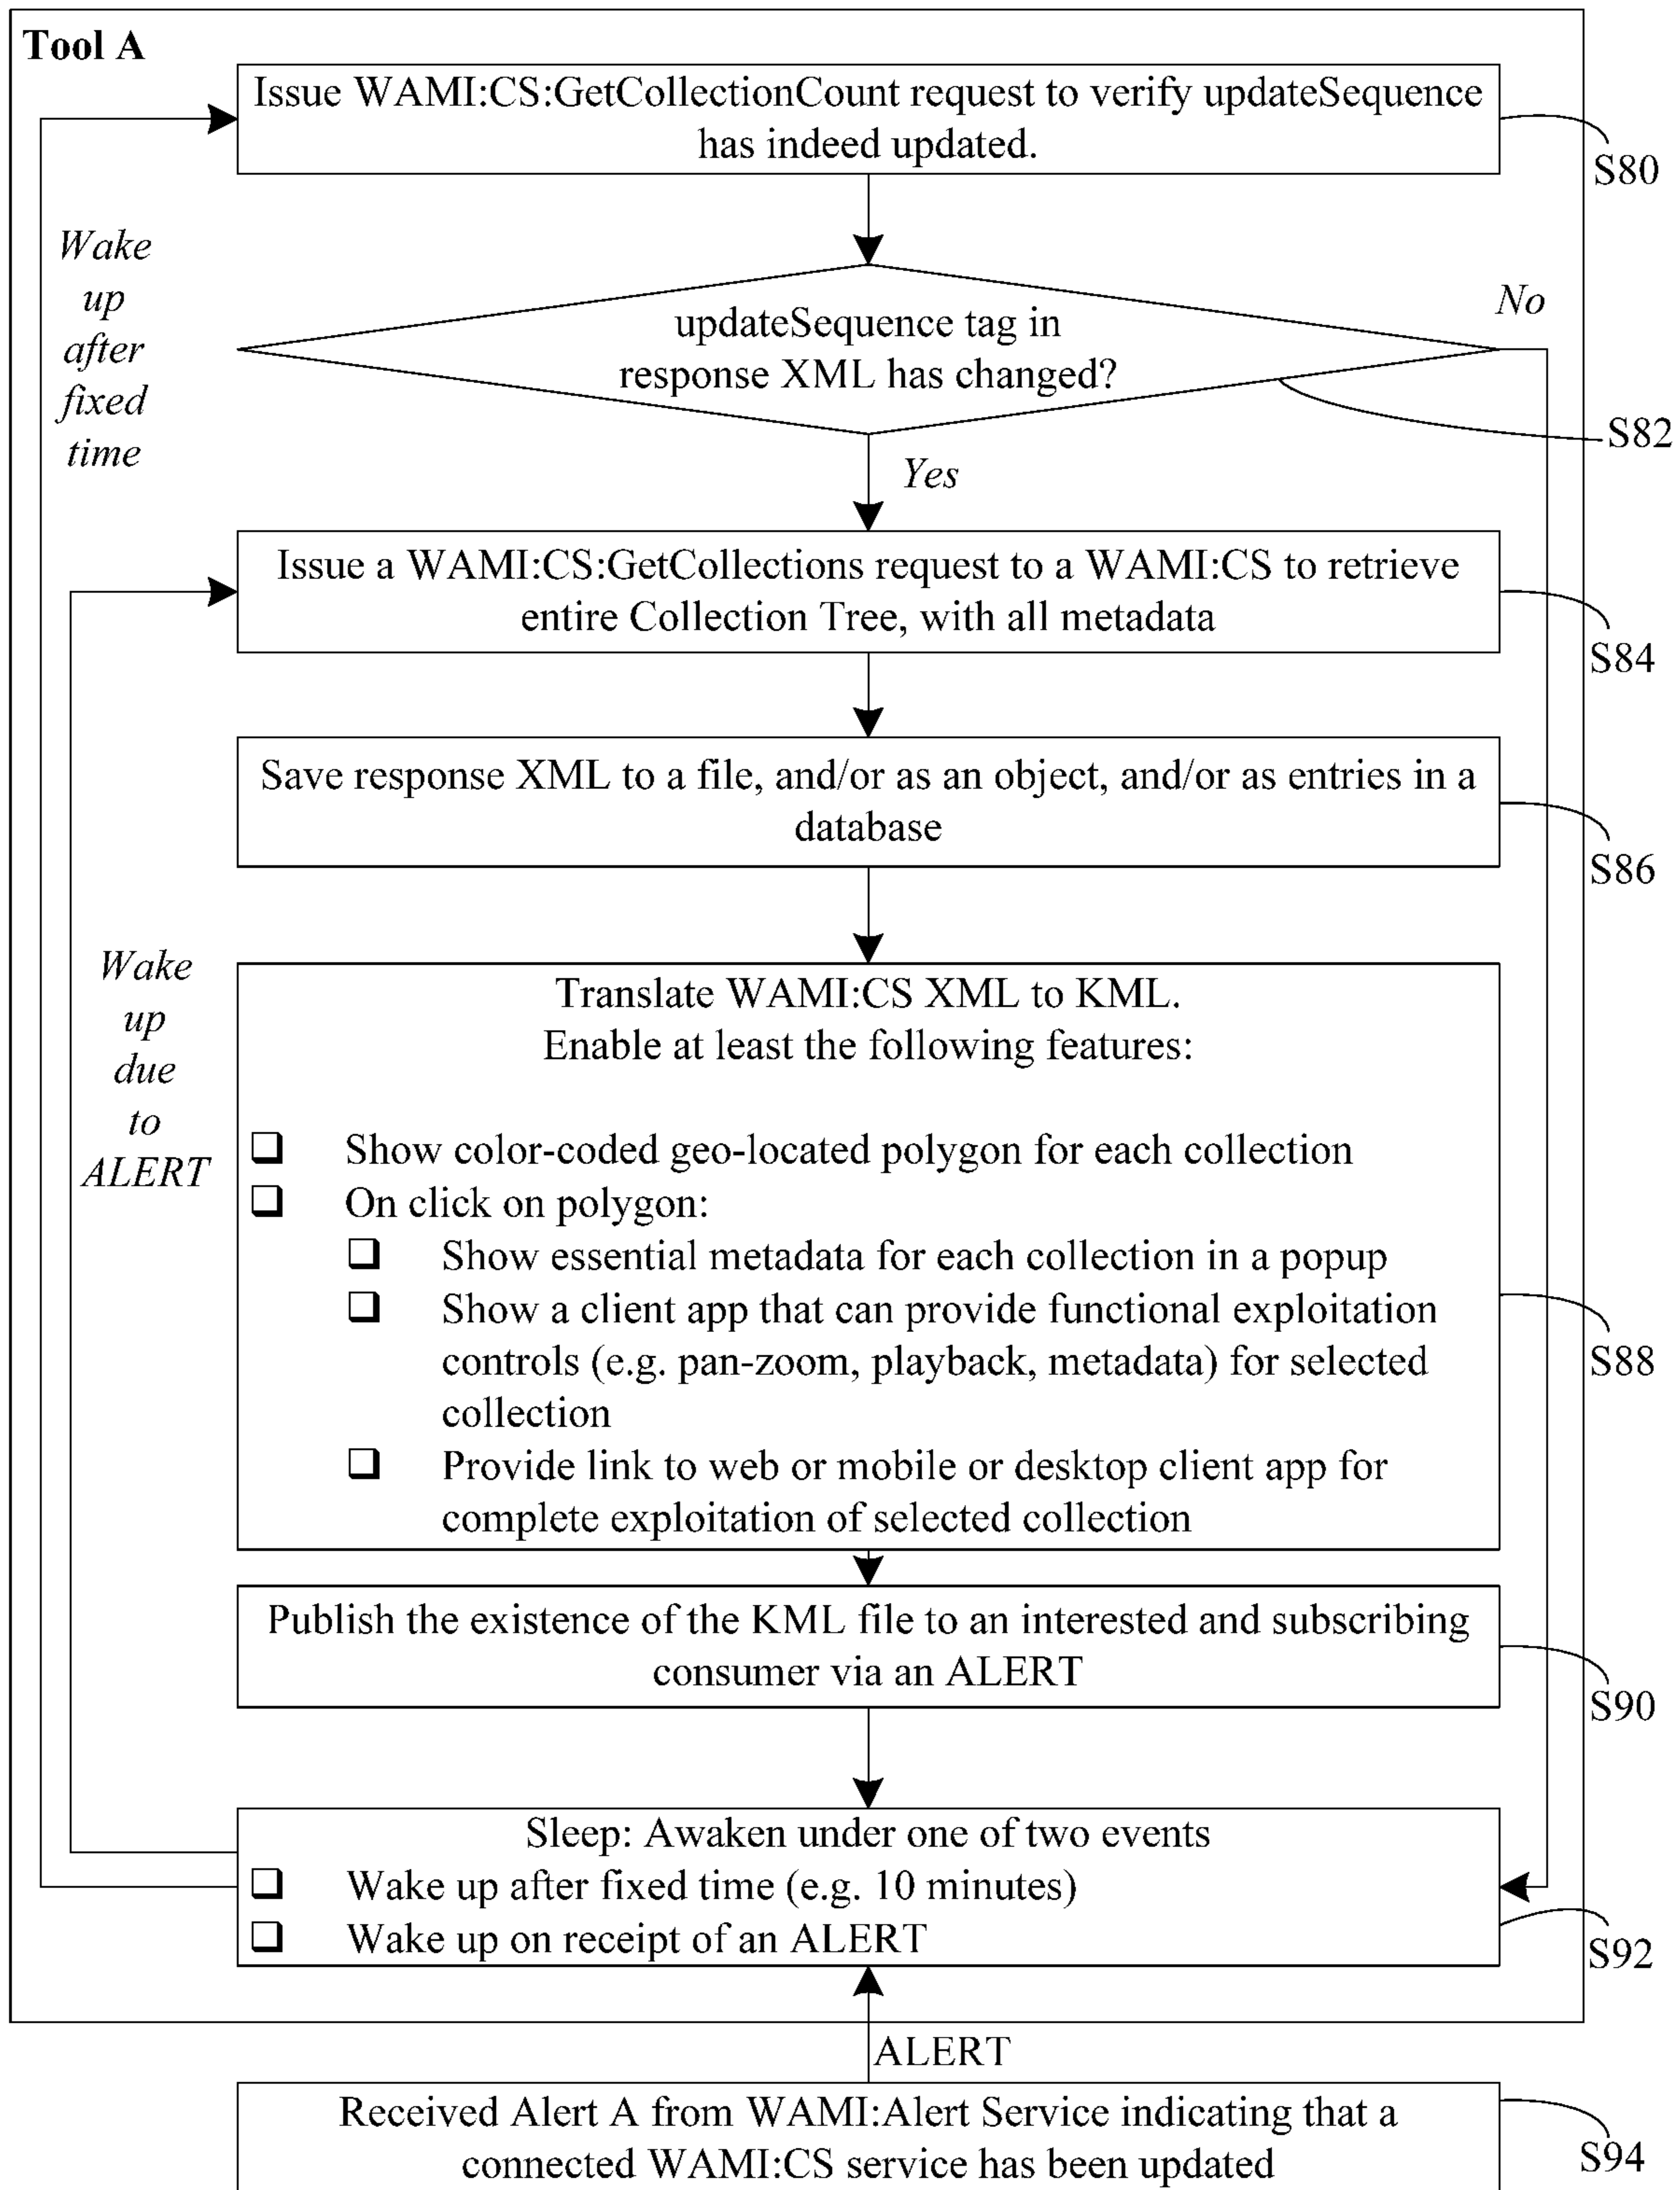 Tool A
Issue WAMI:CS:GetCollectionCount request to verify updateSequence
has indeed updated.
S80
Wake
up
after
fixed
time
No
updateSequence tag in
response XML has changed?
S82
Yes
Issue a WAMI:CS:GetCollections request to a WAMI:CS to retrieve
entire Collection Tree, with all metadata
S84
Save response XML to a file, and/or as an object, and/or as entries in a
database
S86
Wake
up
due
to
ALERT
Translate WAMI:CS XML to KML.
Enable at least the following features:
❑ Show color-coded geo-located polygon for each collection
❑ On click on polygon:
❑ Show essential metadata for each collection in a popup
❑ Show a client app that can provide functional exploitation
controls (e.g. pan-zoom, playback, metadata) for selected
collection
❑ Provide link to web or mobile or desktop client app for
complete exploitation of selected collection
S88
Publish the existence of the KML file to an interested and subscribing
consumer via an ALERT
S90
Sleep: Awaken under one of two events
❑ Wake up after fixed time (e.g. 10 minutes)
❑ Wake up on receipt of an ALERT
S92
ALERT
Received Alert A from WAMI:Alert Service indicating that a
connected WAMI:CS service has been updated
S94